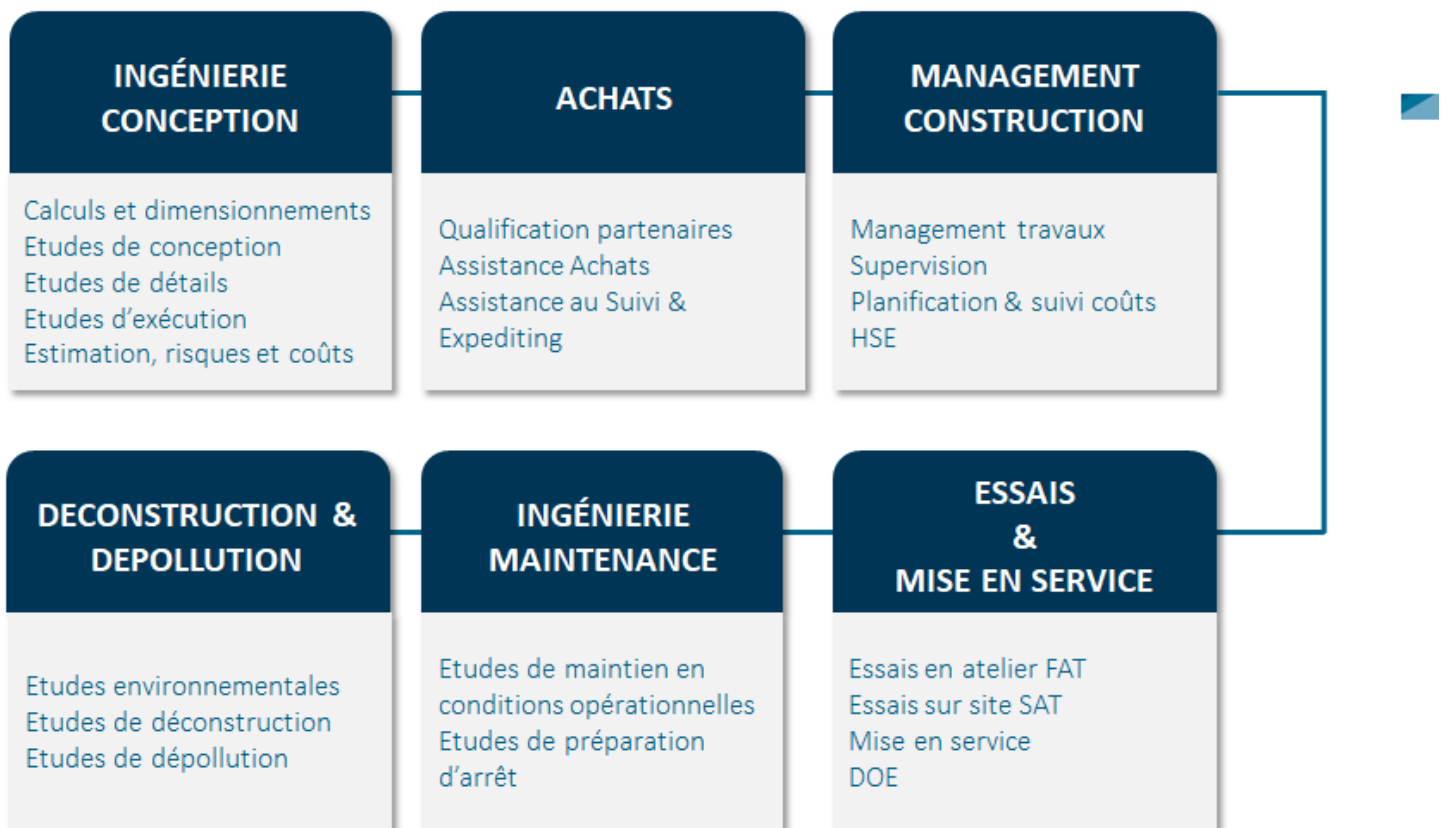 INGÉNIERIE
CONCEPTION
Calculs et dimensionnements
Etudes de conception
Etudes de détails
Etudes d'exécution
Estimation, risques et coûts
ACHATS
Qualification partenaires
Assistance Achats
Assistance au Suivi &
Expediting
MANAGEMENT
CONSTRUCTION
Management travaux
Supervision
Planification & suivi coûts
HSE
DECONSTRUCTION &
DEPOLLUTION
Etudes environnementales
Etudes de déconstruction
Etudes de dépollution
INGÉNIERIE
MAINTENANCE
Etudes de maintien en
conditions opérationnelles
Etudes de préparation
d'arrêt
ESSAIS
&
MISE EN SERVICE
Essais en atelier FAT
Essais sur site SAT
Mise en service
DOE